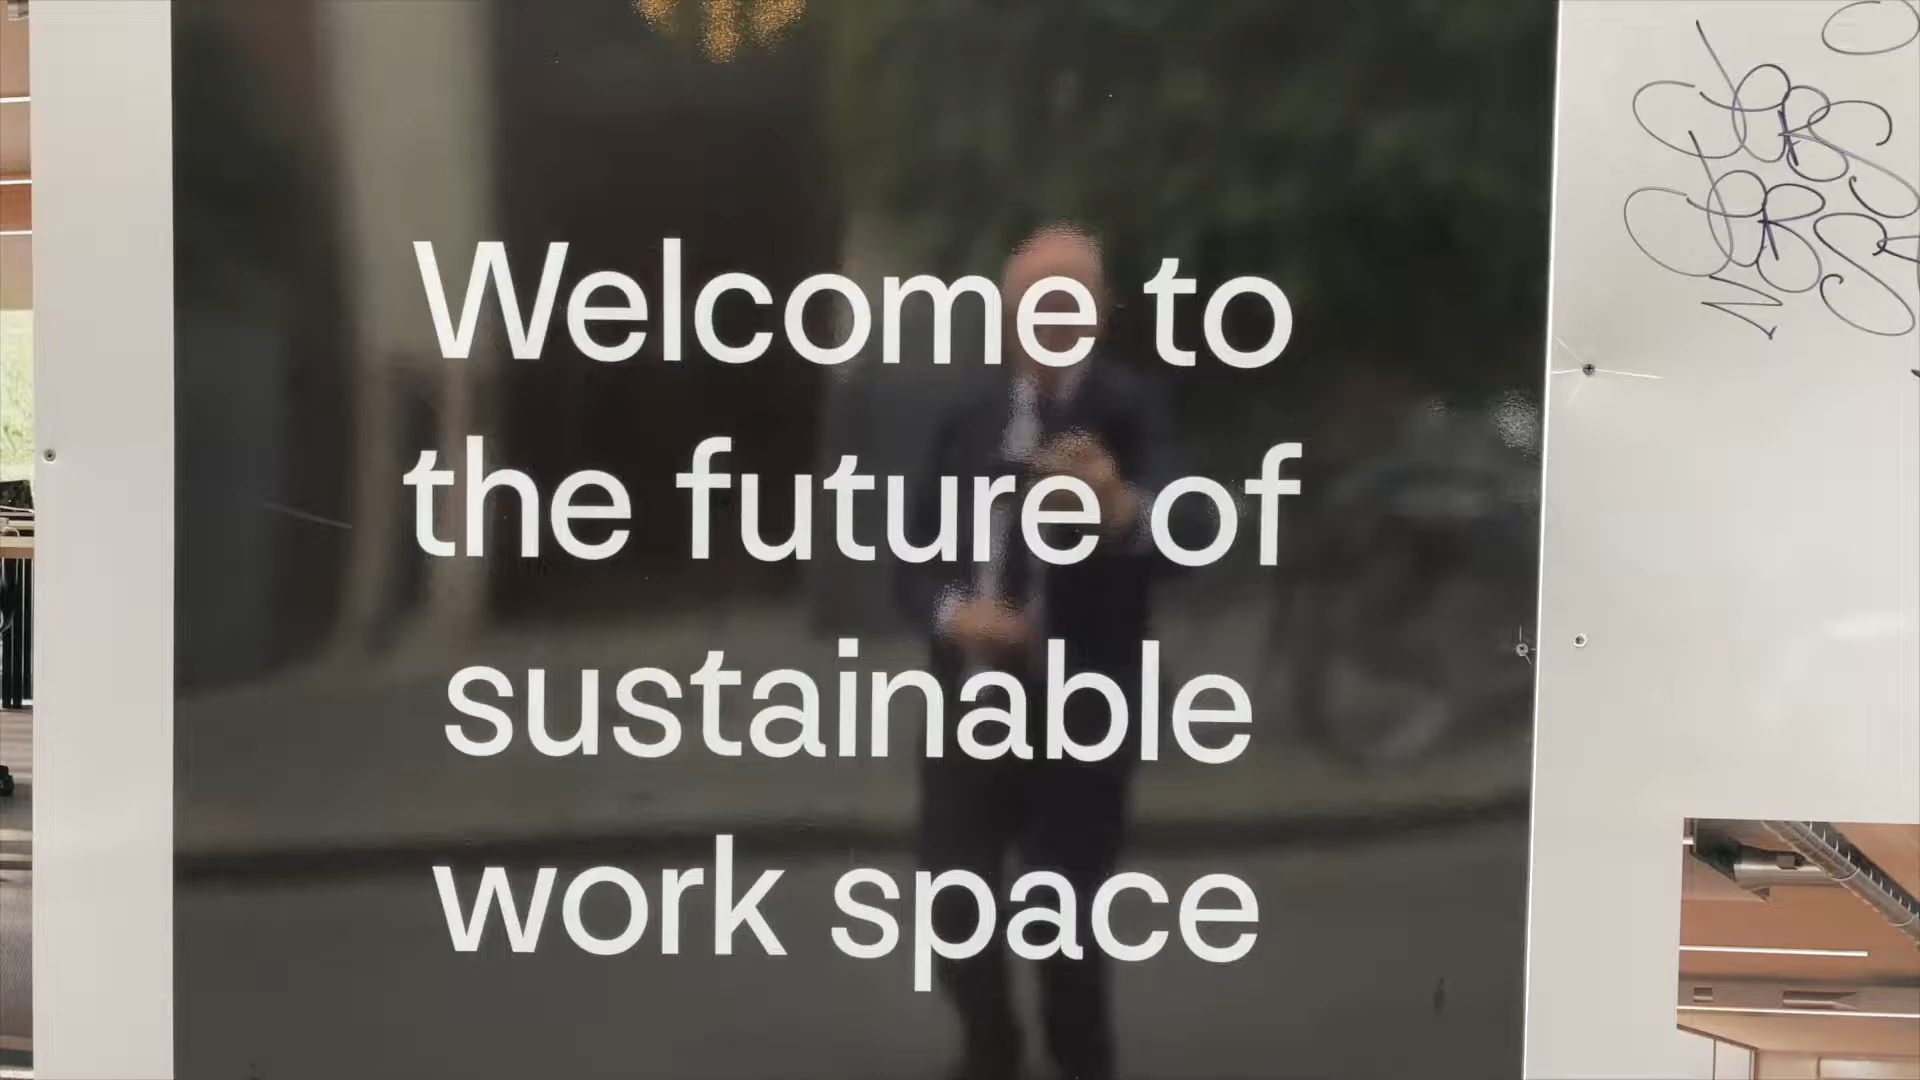 Welcome to
the future of
sustainable
work space